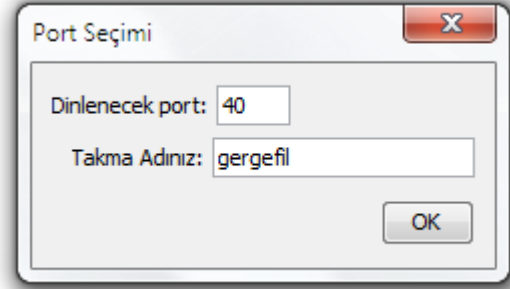 Port Seçimi
Dinlenecek port: 40
Takma Adınız: gergefil
OK